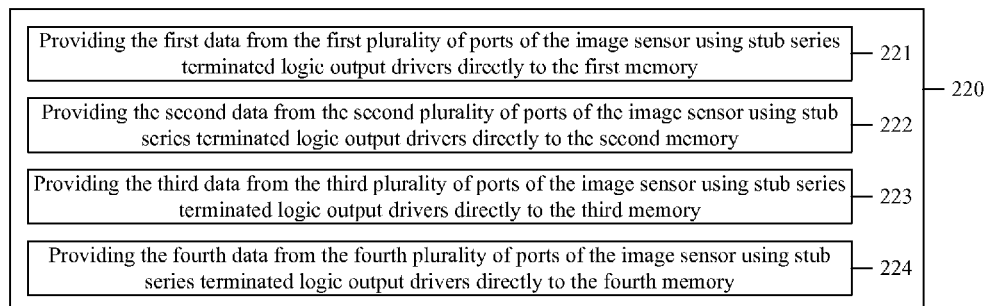 Providing the first data from the first plurality of ports of the image sensor using stub series
terminated logic output drivers directly to the first memory
221
220
Providing the second data from the second plurality of ports of the image sensor using stub
series terminated logic output drivers directly to the second memory
222
Providing the third data from the third plurality of ports of the image sensor using stub series
terminated logic output drivers directly to the third memory
223
Providing the fourth data from the fourth plurality of ports of the image sensor using stub
series terminated logic output drivers directly to the fourth memory
224